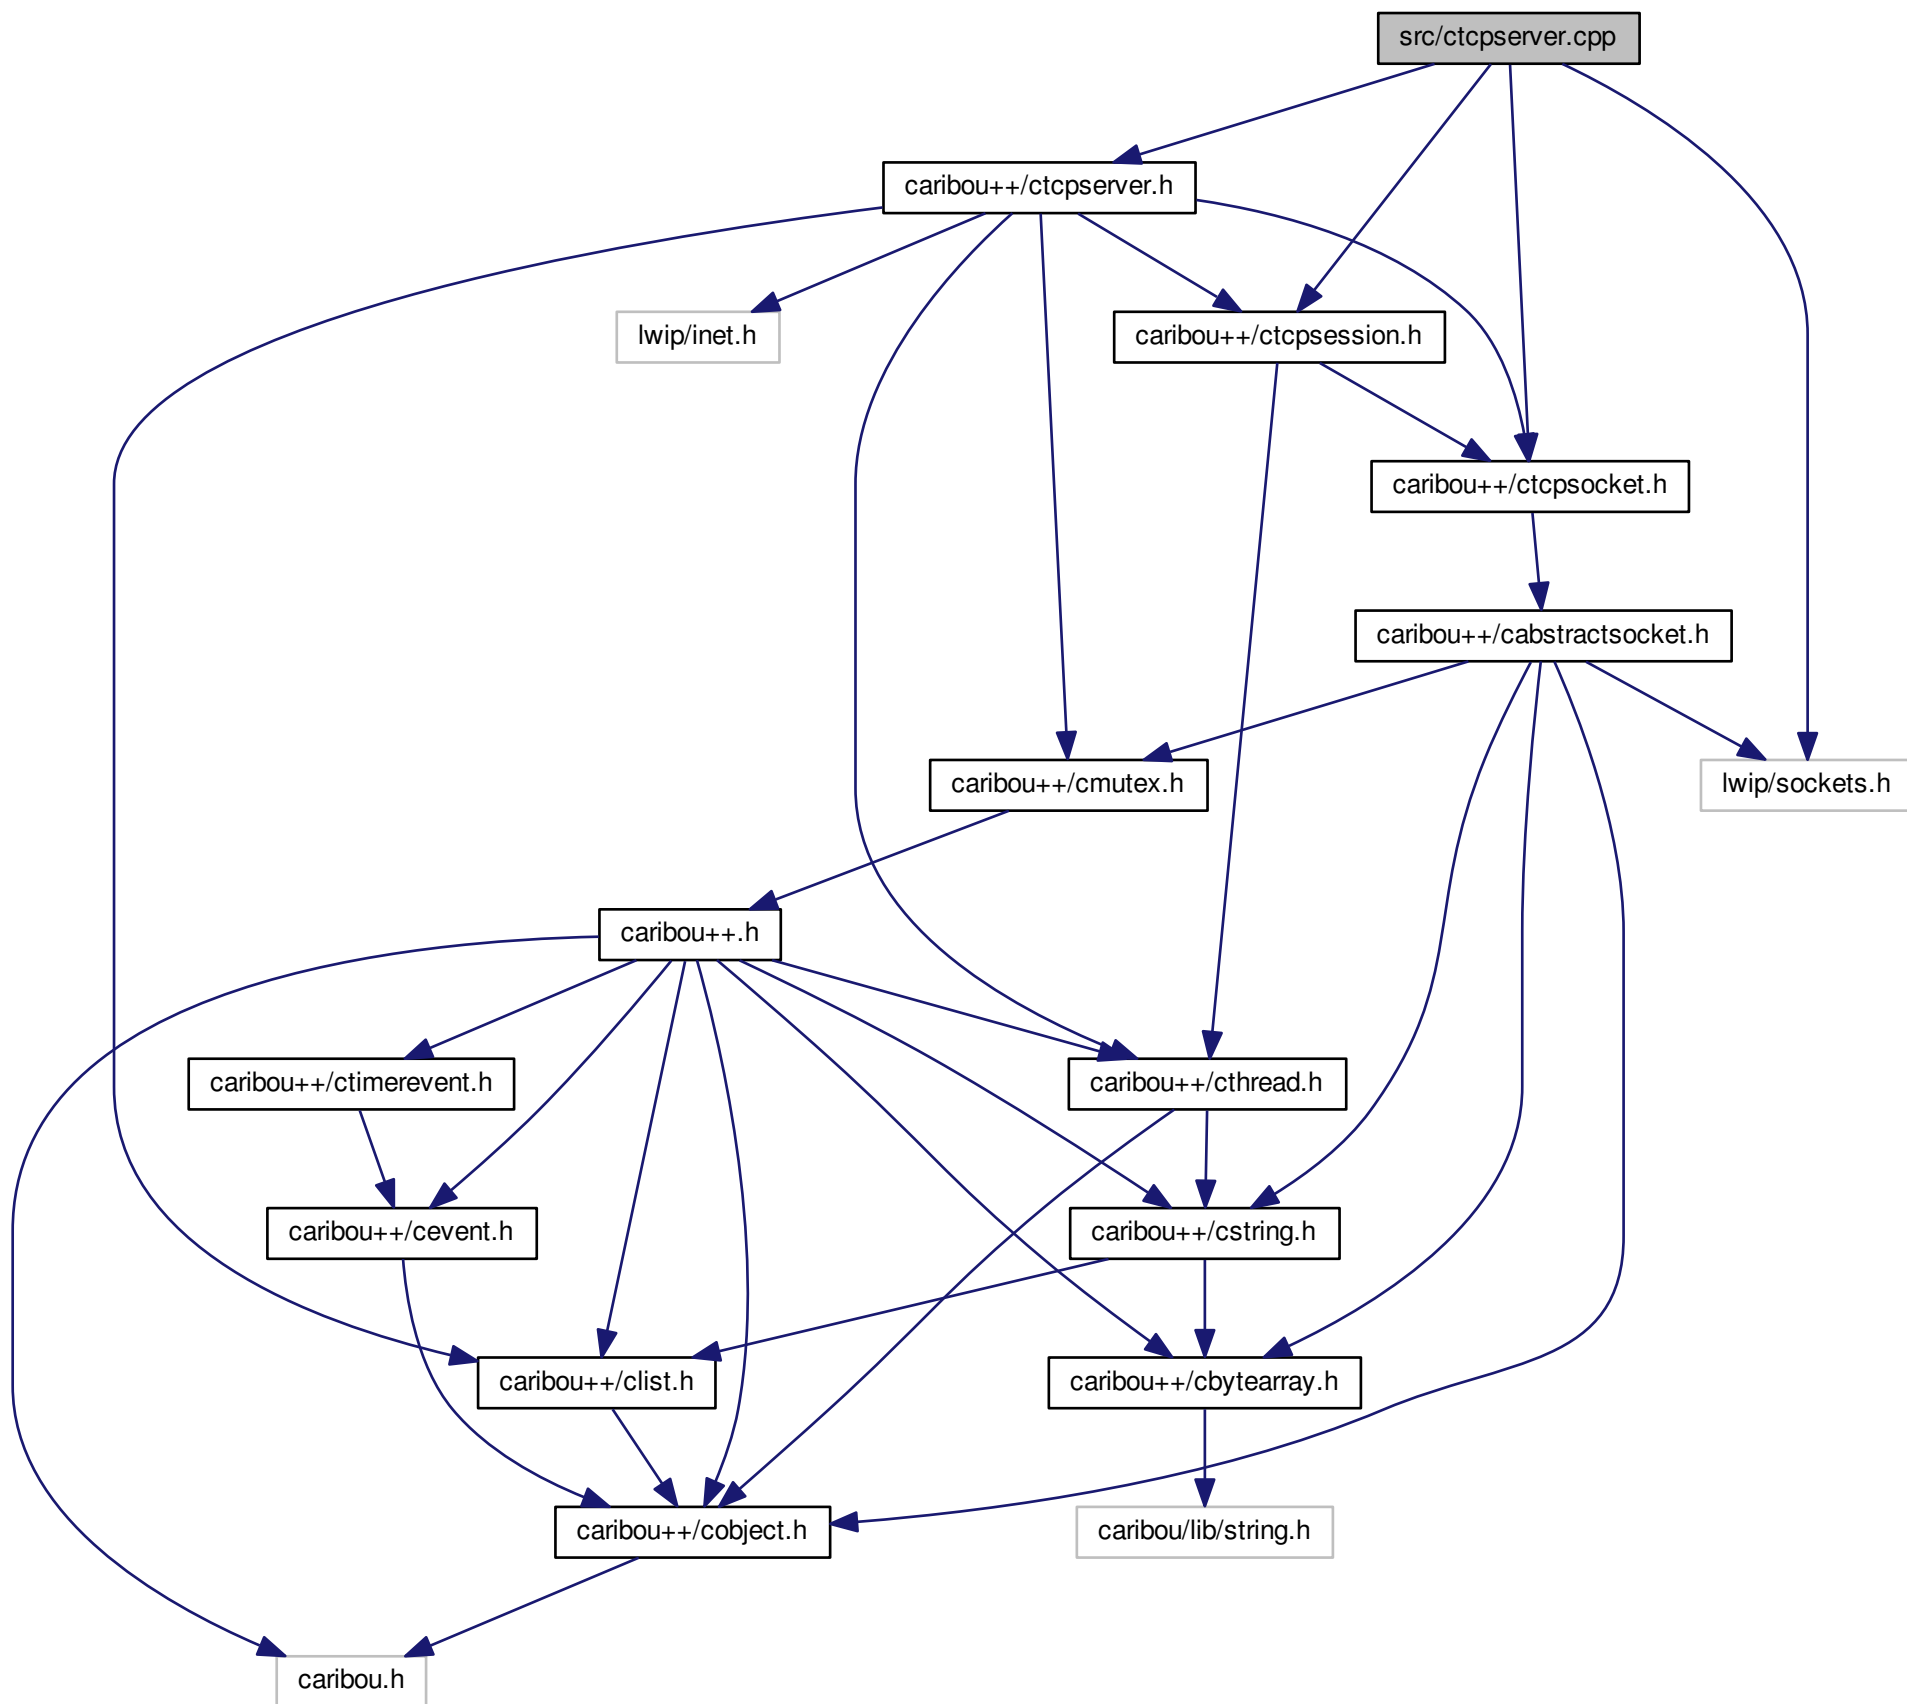 src/ctcpserver.cpp
caribou++/ctcpserver.h
lwip/inet.h
caribou++/ctcpsession.h
caribou++/ctcpsocket.h
caribou++/cabstractsocket.h
caribou++/cmutex.h
lwip/sockets.h
caribou++.h
caribou++/ctimerevent.h
caribou++/cthread.h
caribou++/cevent.h
caribou++/cstring.h
caribou++/clist.h
caribou++/cbytearray.h
caribou++/cobject.h
caribou/lib/string.h
caribou.h